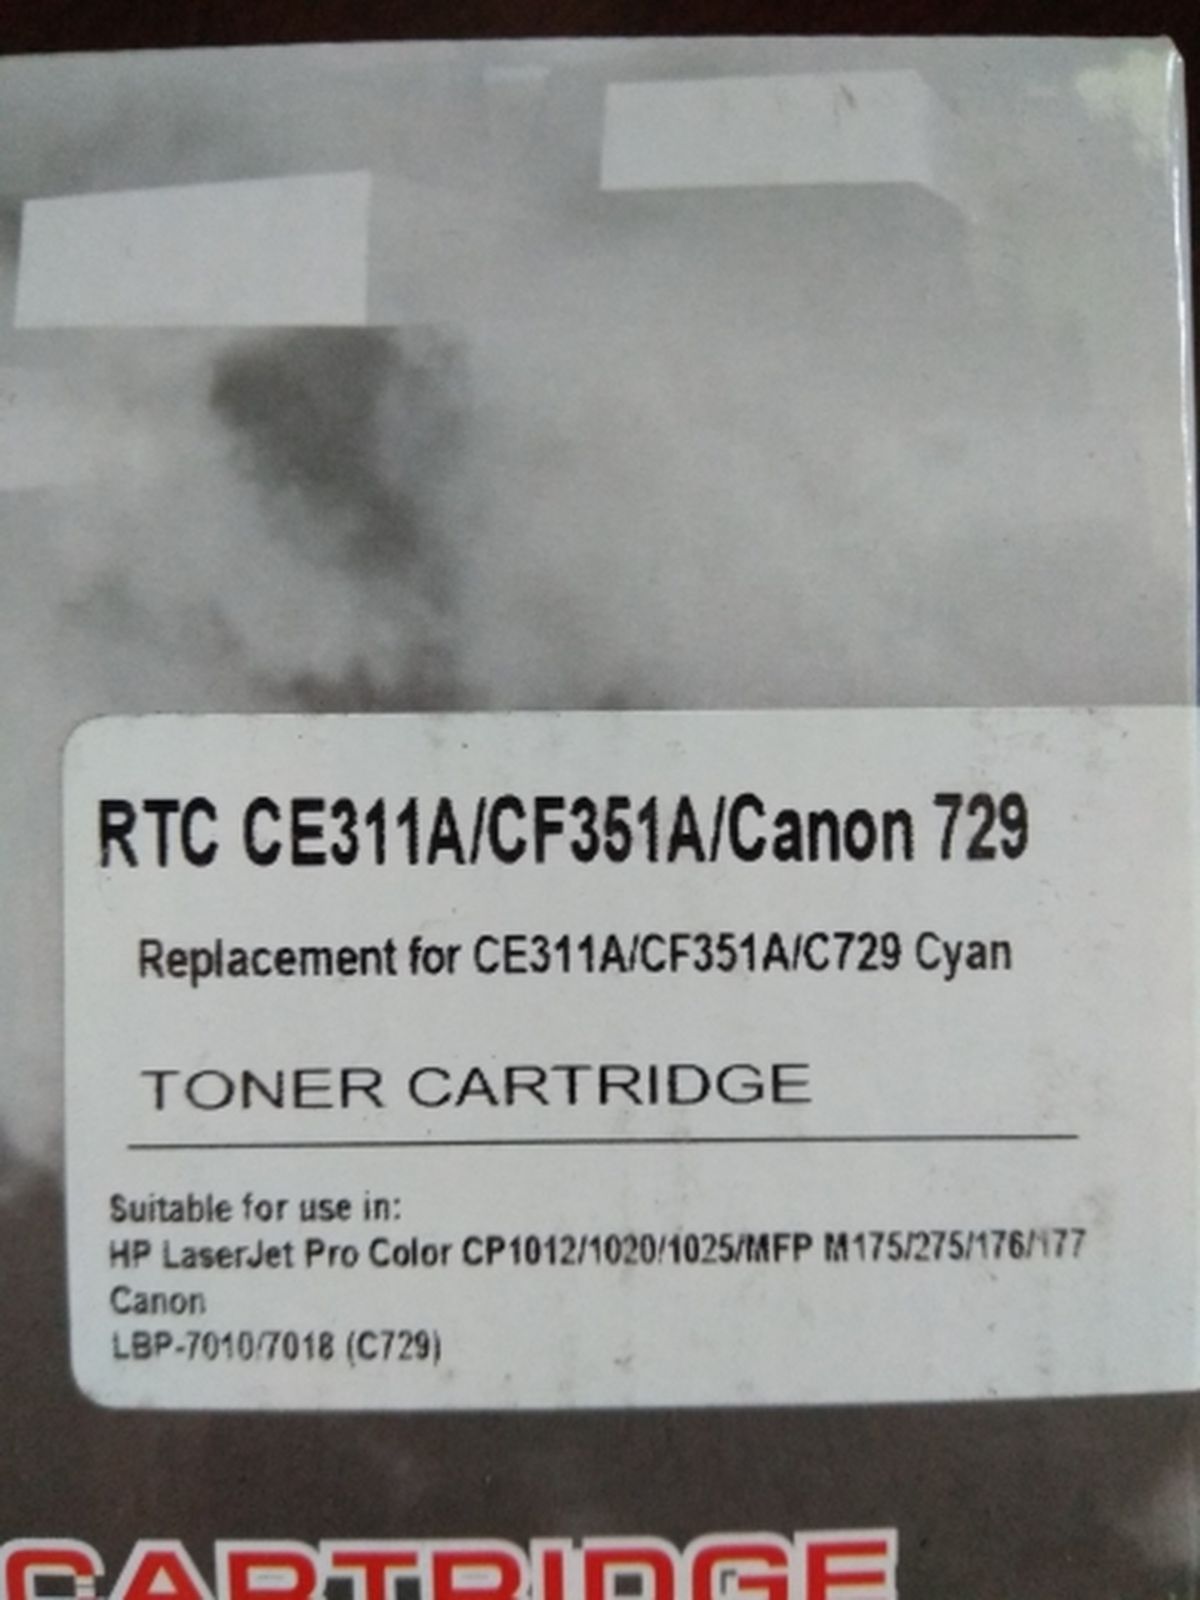 RTC CE311A/CF351A/Canon 729
Replacement for CE311A/CF351A/C729 Cyan
TONER CARTRIDGE
Suitable for use in:
HP LaserJet Pro Color CP1012/1020/1025/MFP M175/275/176/177
Canon
LBP-7010/7018 (C729)
CARTRIDGE